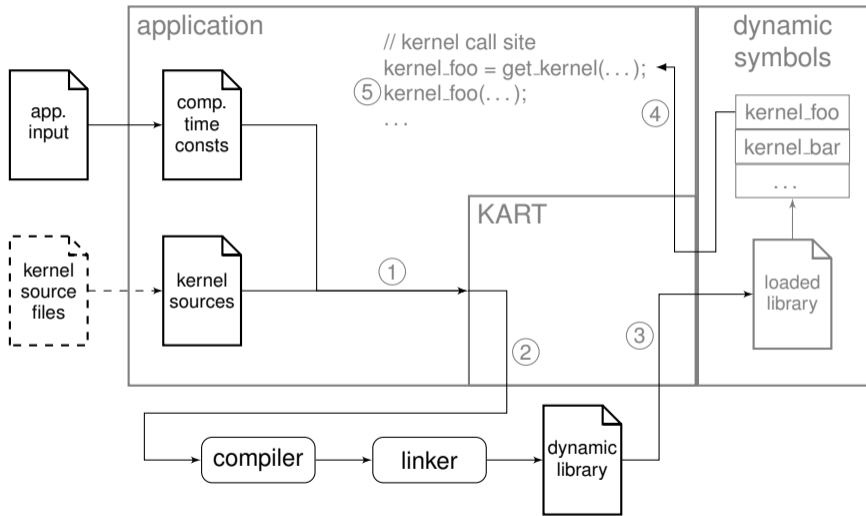 application
dynamic
symbols
// kernel call site
kernel_foo = get_kernel(...);
⑤ kernel_foo(...);
...
④
app.
input
comp.
time
consts
kernel_foo
kernel_bar
...
KART
kernel
source
files
kernel
sources
①
loaded
library
②
③
compiler
linker
dynamic
library